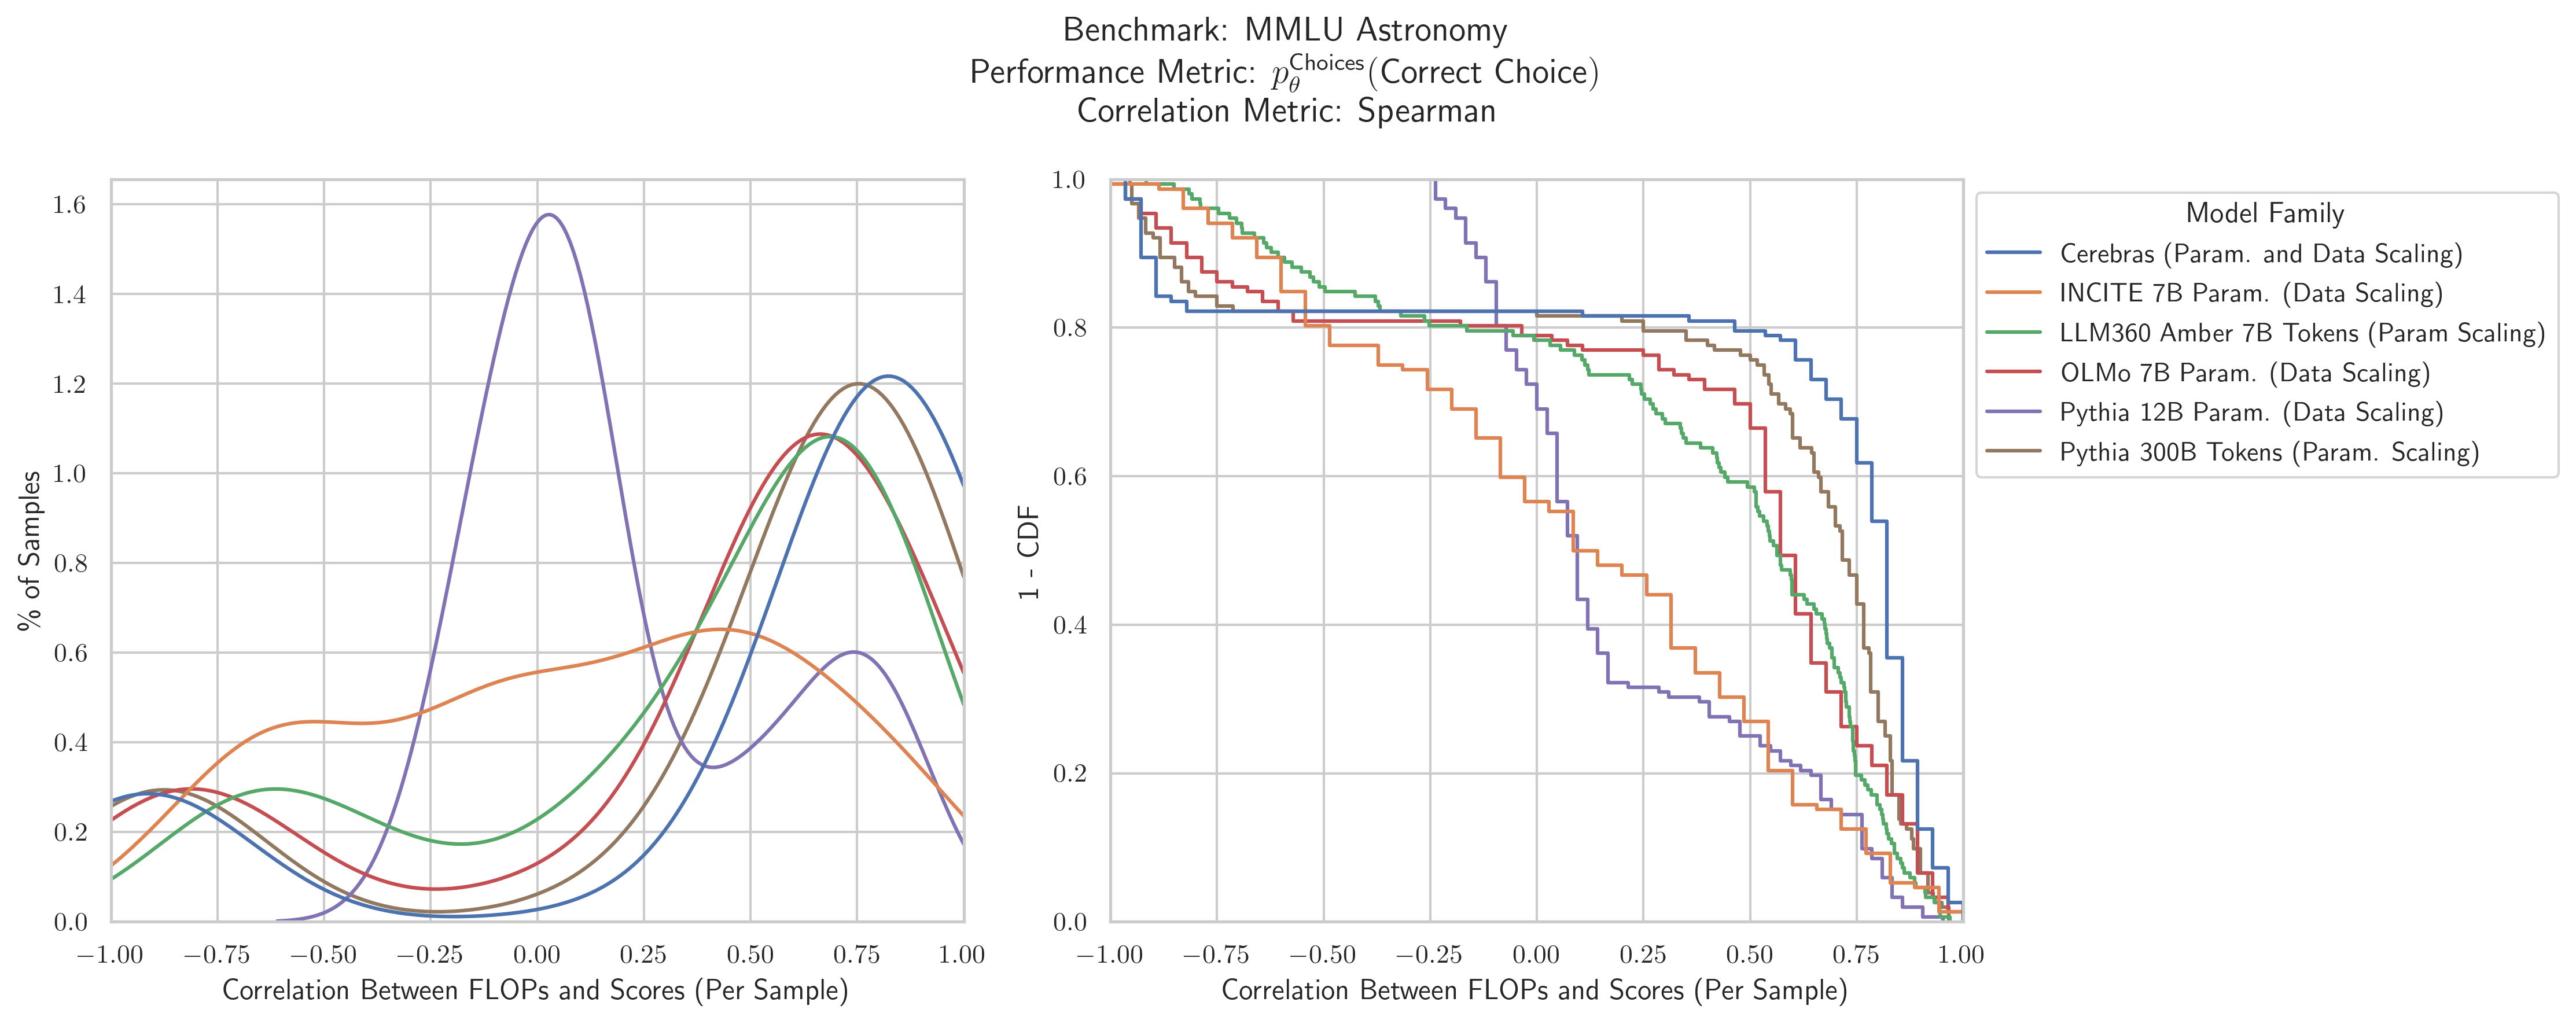 Benchmark: MMLU Astronomy
Performance Metric: $p_{\theta}^{\text{Choices}}$(Correct Choice)
Correlation Metric: Spearman
% of Samples
1.6
1.4
1.2
1.0
0.8
0.6
0.4
0.2
0.0
−1.00 −0.75 −0.50 −0.25 0.00 0.25 0.50 0.75 1.00
Correlation Between FLOPs and Scores (Per Sample)
1 - CDF
1.0
0.8
0.6
0.4
0.2
0.0
−1.00 −0.75 −0.50 −0.25 0.00 0.25 0.50 0.75 1.00
Correlation Between FLOPs and Scores (Per Sample)
Model Family
Cerebras (Param. and Data Scaling)
INCITE 7B Param. (Data Scaling)
LLM360 Amber 7B Tokens (Param Scaling)
OLMo 7B Param. (Data Scaling)
Pythia 12B Param. (Data Scaling)
Pythia 300B Tokens (Param. Scaling)